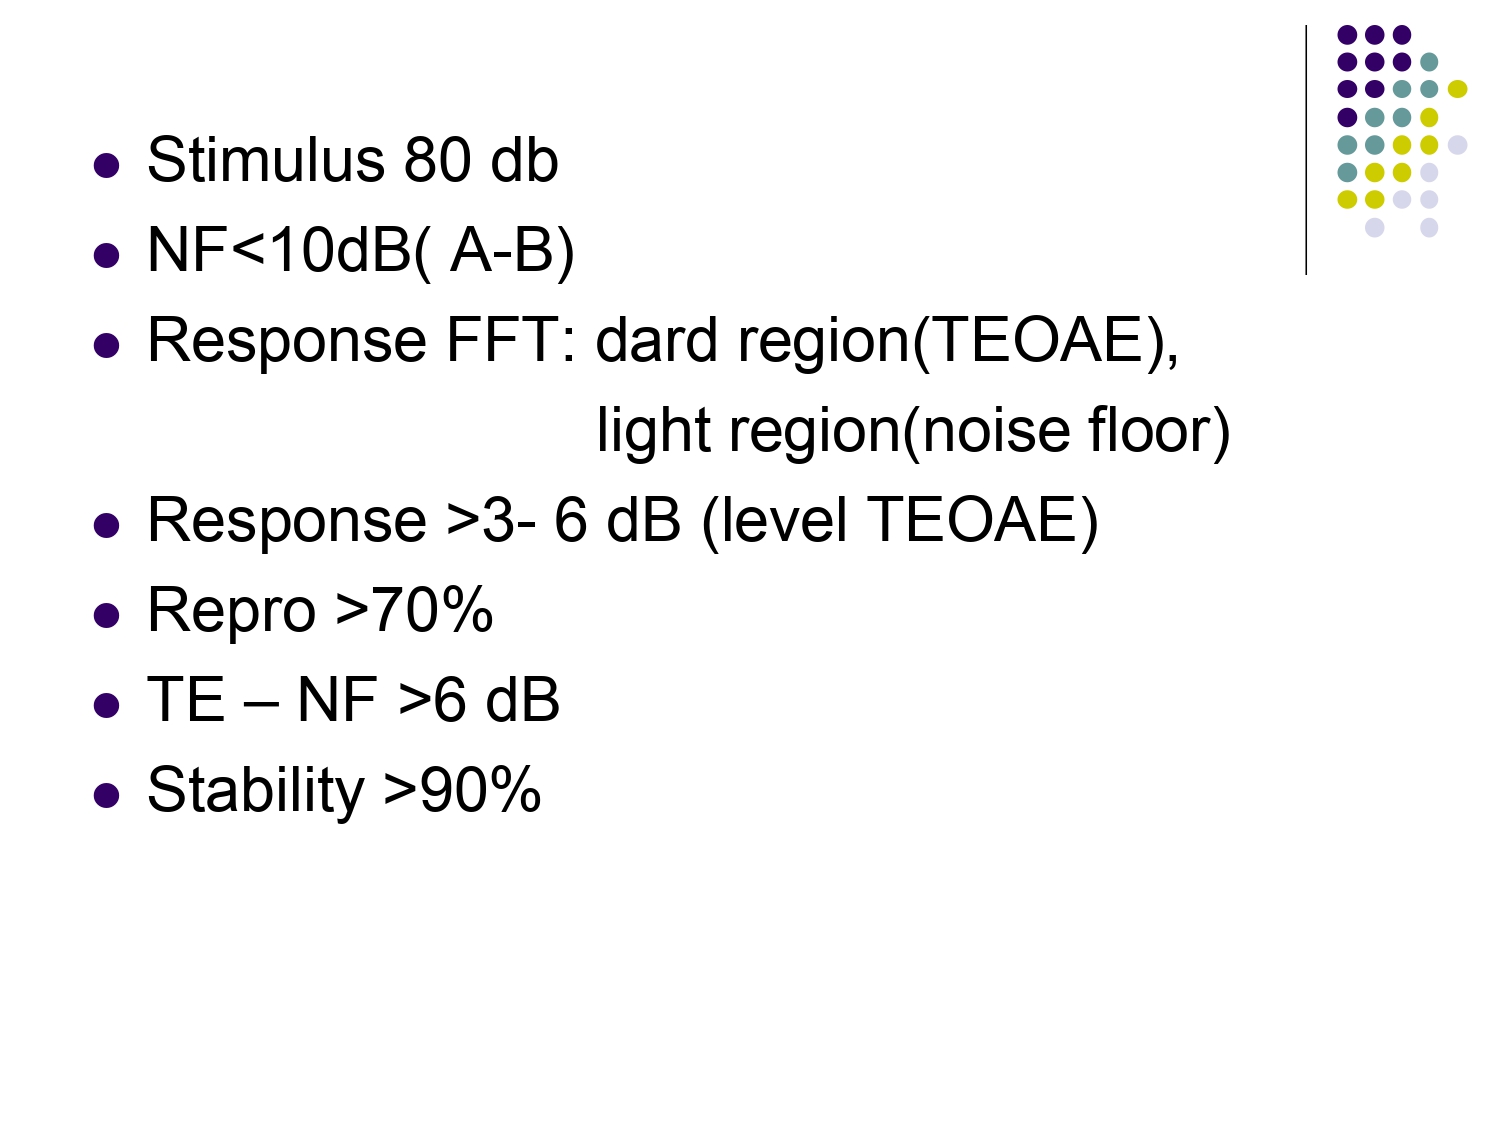 Stimulus 80 db
NF<10dB( A-B)
Response FFT: dard region(TEOAE),
light region(noise floor)
Response >3- 6 dB (level TEOAE)
Repro >70%
TE – NF >6 dB
Stability >90%